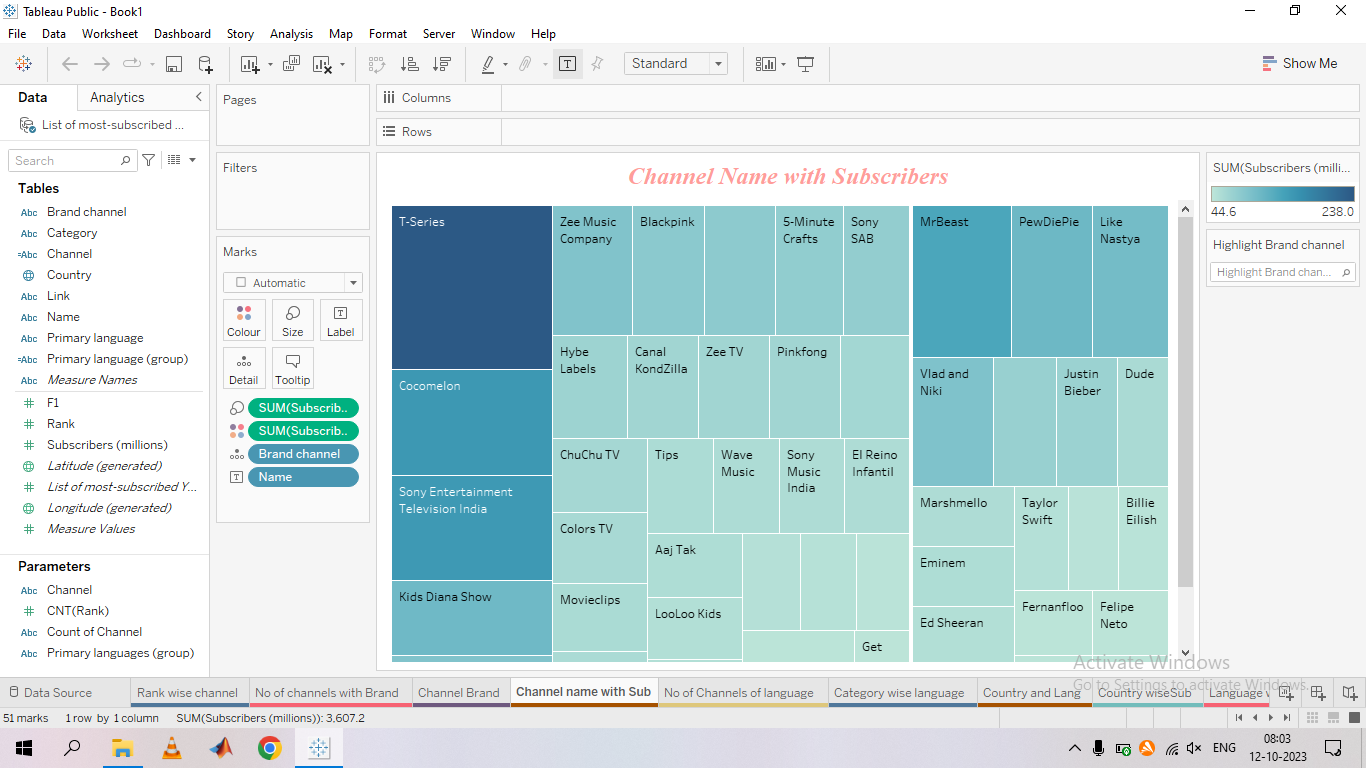 Tableau Public - Book1
File Data Worksheet Dashboard Story Analysis Map Format Server Window Help
Standard
Show Me
Data Analytics
List of most-subscribed ...
Search
Tables
Abc Brand channel
Abc Category
=Abc Channel
Country
Abc Link
Abc Name
Abc Primary language
=Abc Primary language (group)
Abc Measure Names
# F1
# Rank
# Subscribers (millions)
Latitude (generated)
# List of most-subscribed Y...
Longitude (generated)
# Measure Values
Parameters
Abc Channel
# CNT(Rank)
Abc Count of Channel
Abc Primary languages (group)
Pages
Filters
Marks
Automatic
Colour Size Label
Detail Tooltip
SUM(Subscrib..
SUM(Subscrib..
Brand channel
Name
Columns
Rows
Channel Name with Subscribers
T-Series
Cocomelon
Sony Entertainment
Television India
Kids Diana Show
Zee Music
Company
Blackpink
5-Minute
Crafts
Sony
SAB
Hybe
Labels
Canal
KondZilla
Zee TV
Pinkfong
ChuChu TV
Colors TV
Movieclips
Tips
Wave
Music
Sony
Music
India
El Reino
Infantil
Aaj Tak
LooLoo Kids
Get
MrBeast
PewDiePie
Like
Nastya
Vlad and
Niki
Justin
Bieber
Dude
Marshmello
Eminem
Ed Sheeran
Taylor
Swift
Billie
Eilish
Fernanfloo
Felipe
Neto
SUM(Subscribers (milli...
44.6 238.0
Highlight Brand channel
Highlight Brand chan...
Activate Windows
Go to Settings to activate Windows.
Data Source
Rank wise channel
No of channels with Brand
Channel Brand
Channel name with Sub
No of Channels of language
Category wise language
Country and Lang
Country wiseSub
Language
51 marks 1 row by 1 column SUM(Subscribers (millions)): 3,607.2
ENG
08:03
12-10-2023